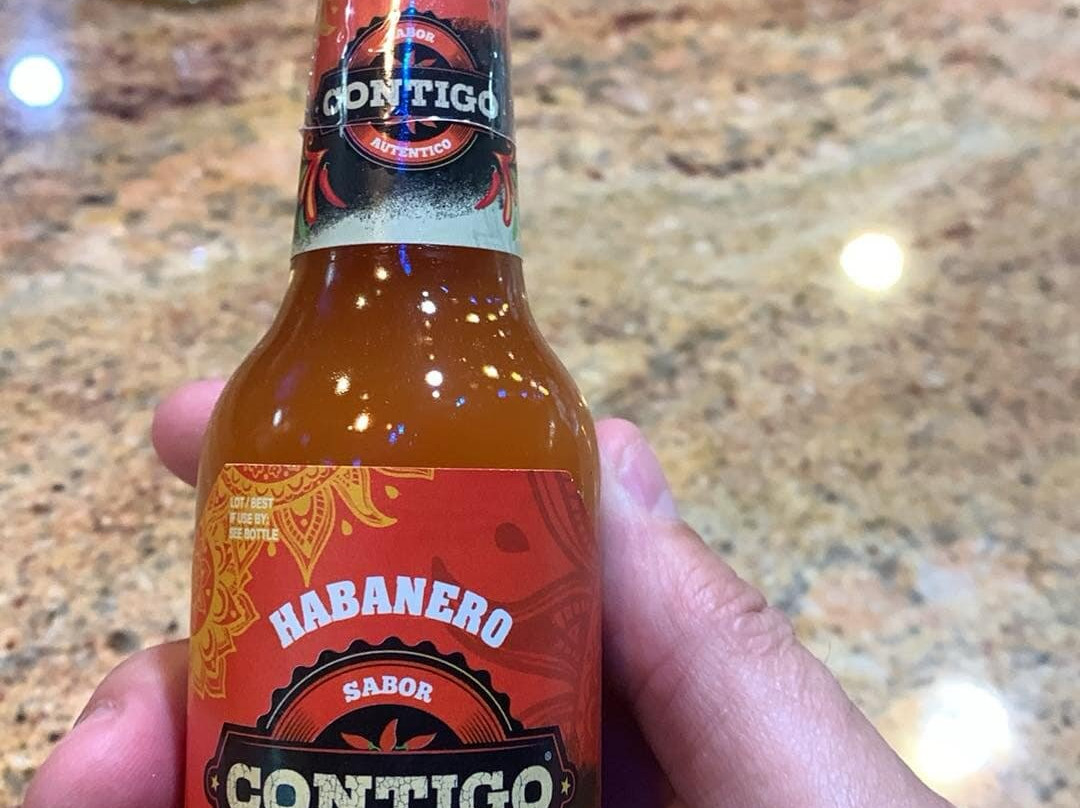 SABOR
CONTIGO
AUTENTICO
LOT / BEST
IF USE BY:
SEE BOTTLE
HABANERO
SABOR
CONTIGO®